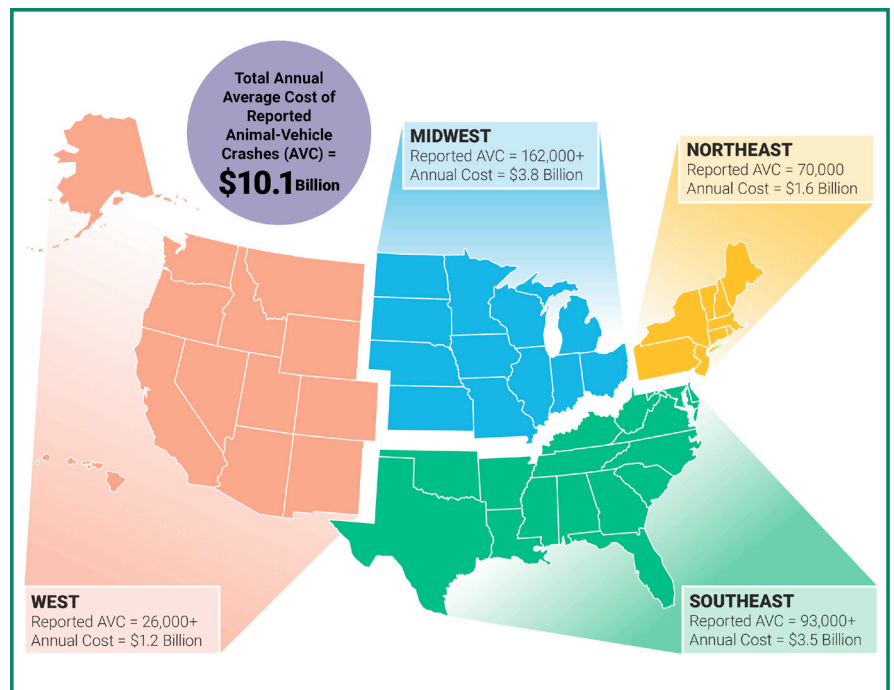 Total Annual
Average Cost of
Reported
Animal-Vehicle
Crashes (AVC) =
$10.1 Billion
MIDWEST
Reported AVC = 162,000+
Annual Cost = $3.8 Billion
NORTHEAST
Reported AVC = 70,000
Annual Cost = $1.6 Billion
WEST
Reported AVC = 26,000+
Annual Cost = $1.2 Billion
SOUTHEAST
Reported AVC = 93,000+
Annual Cost = $3.5 Billion